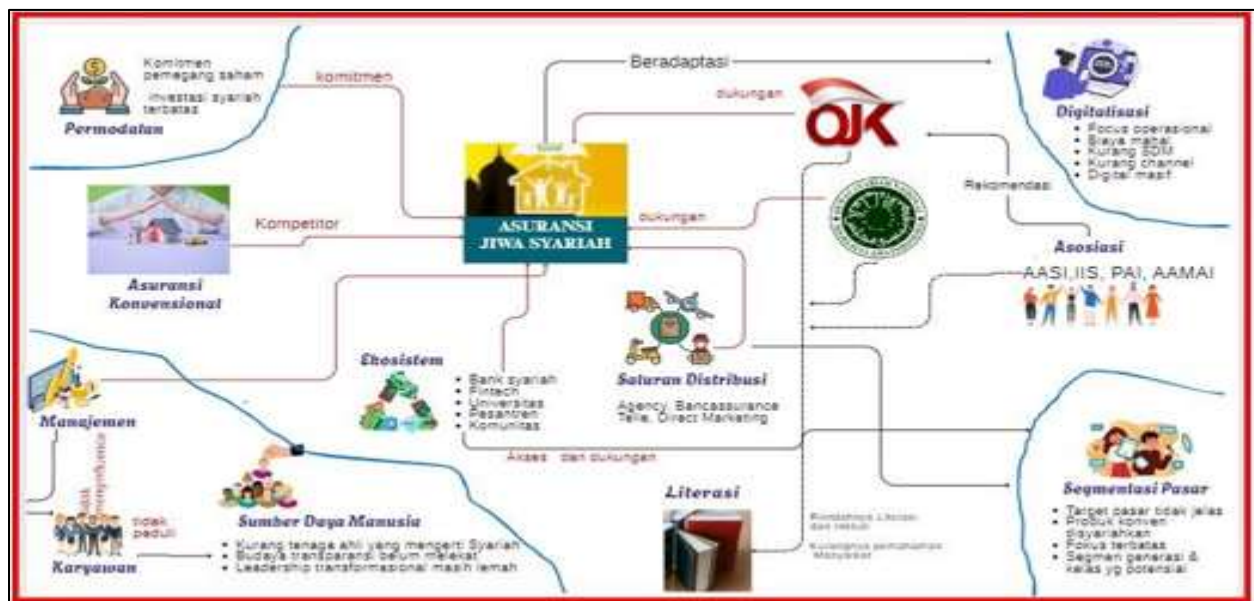 Komitmen
pemegang saham
Investasi syariah
terbatas
Permodalan
komitmen
Beradaptasi
dukungan
OJK
Digitalisasi
Focus operasional
Biaya mahal
Kurang SDM
Kurang channel
Digital masif
Rekomendasi
Asuransi
Konvensional
Kompetitor
ASURANSI
JIWA SYARIAH
dukungan
Asosiasi
AASI,IIS, PAI, AAMAI
Manajemen
Ekosistem
Bank syariah
Fintech
Universitas
Pesantren
Komunitas
Saluran Distribusi
Agency, Bancassurance
Telle, Direct Marketing
Akses dan dukungan
tidak
peduli
Karyawan
Sumber Daya Manusia
Kurang tenaga ahli yang mengerti Syariah
Budaya transparansi belum melekat
Leadership transformasional masih lemah
Literasi
Segmentasi Pasar
Target pasar tidak jelas
Produk konven
disyariahkan
Fokus terbatas
Segmen generasi &
kelas yg potensial